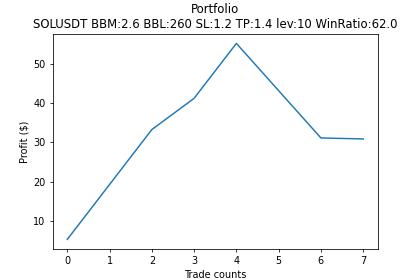 Portfolio
SOLUSDT BBM:2.6 BBL:260 SL:1.2 TP:1.4 lev:10 WinRatio:62.0
Profit ($)
50
40
30
20
10
0 1 2 3 4 5 6 7
Trade counts